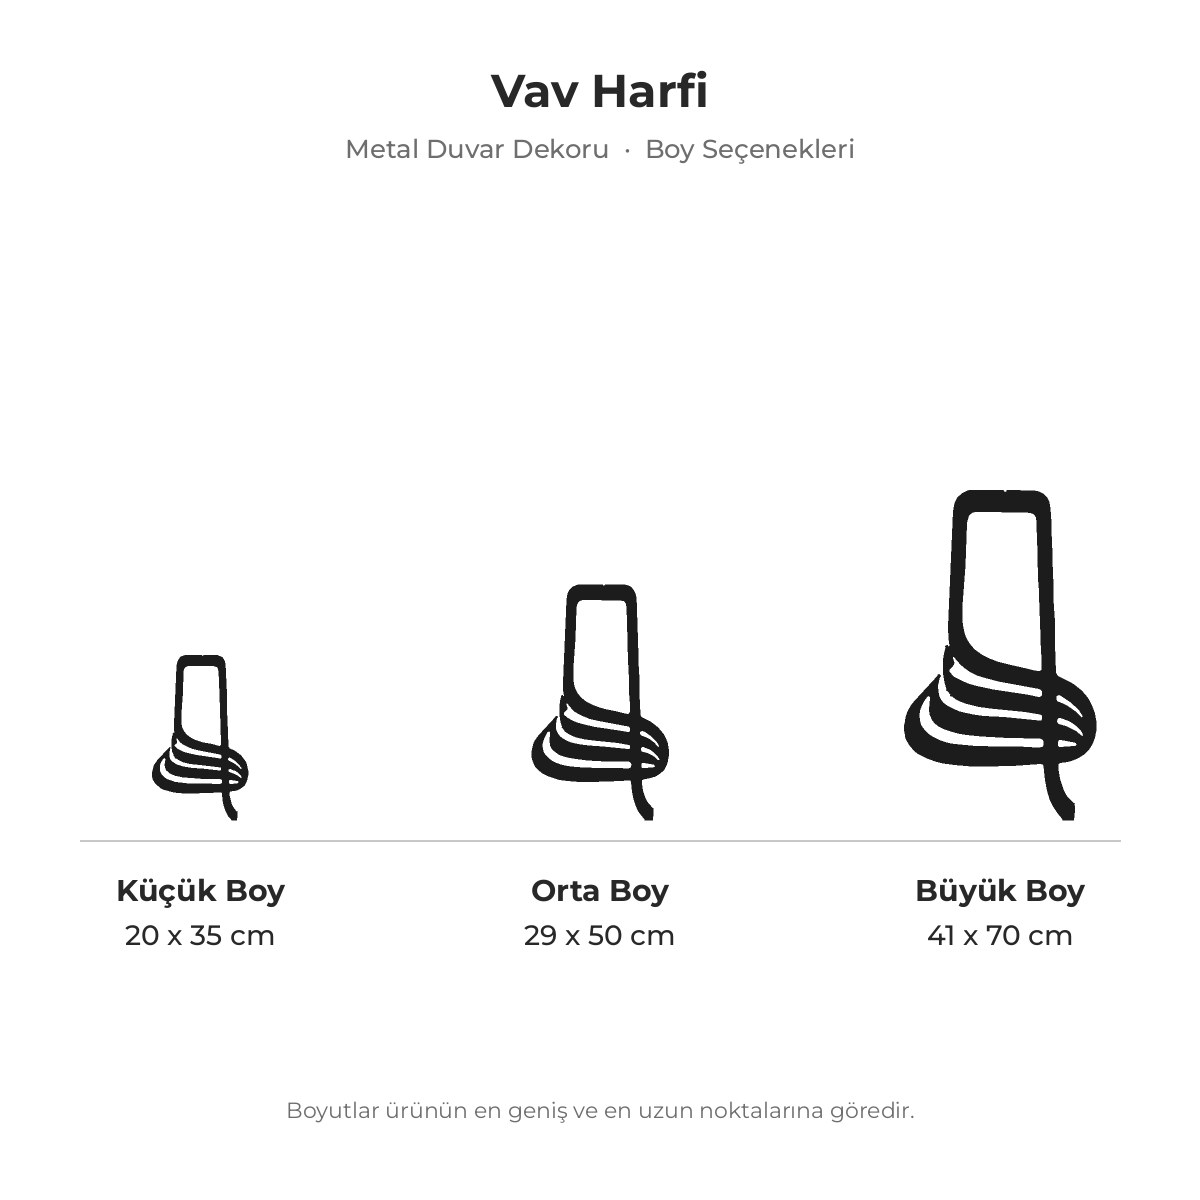 Vav Harfi
Metal Duvar Dekoru · Boy Seçenekleri
Küçük Boy
20 x 35 cm
Orta Boy
29 x 50 cm
Büyük Boy
41 x 70 cm
Boyutlar ürünün en geniş ve en uzun noktalarına göredir.